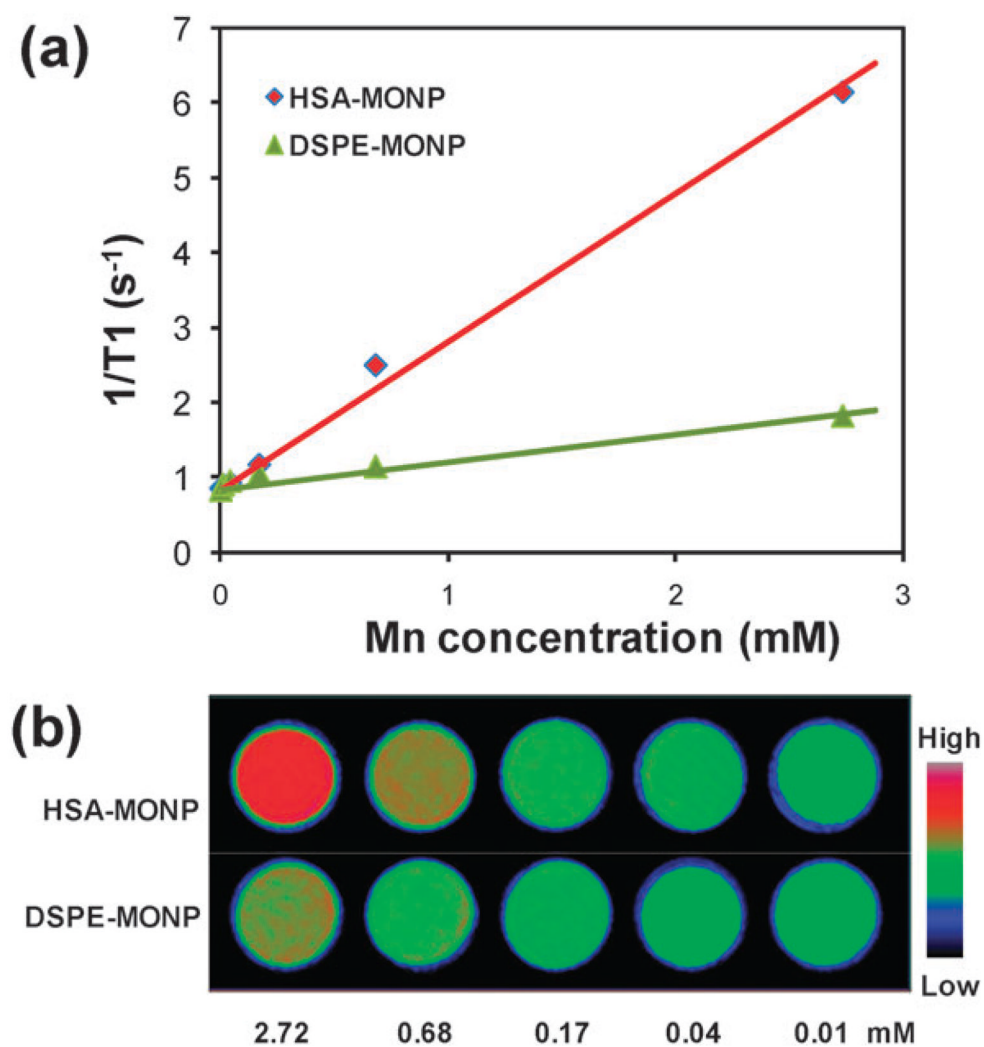 (a)
7
6
5
4
3
2
1
0
1/T1 (s⁻¹)
HSA-MONP
DSPE-MONP
0 1 2 3
Mn concentration (mM)
(b)
High
HSA-MONP
DSPE-MONP
Low
2.72 0.68 0.17 0.04 0.01 mM